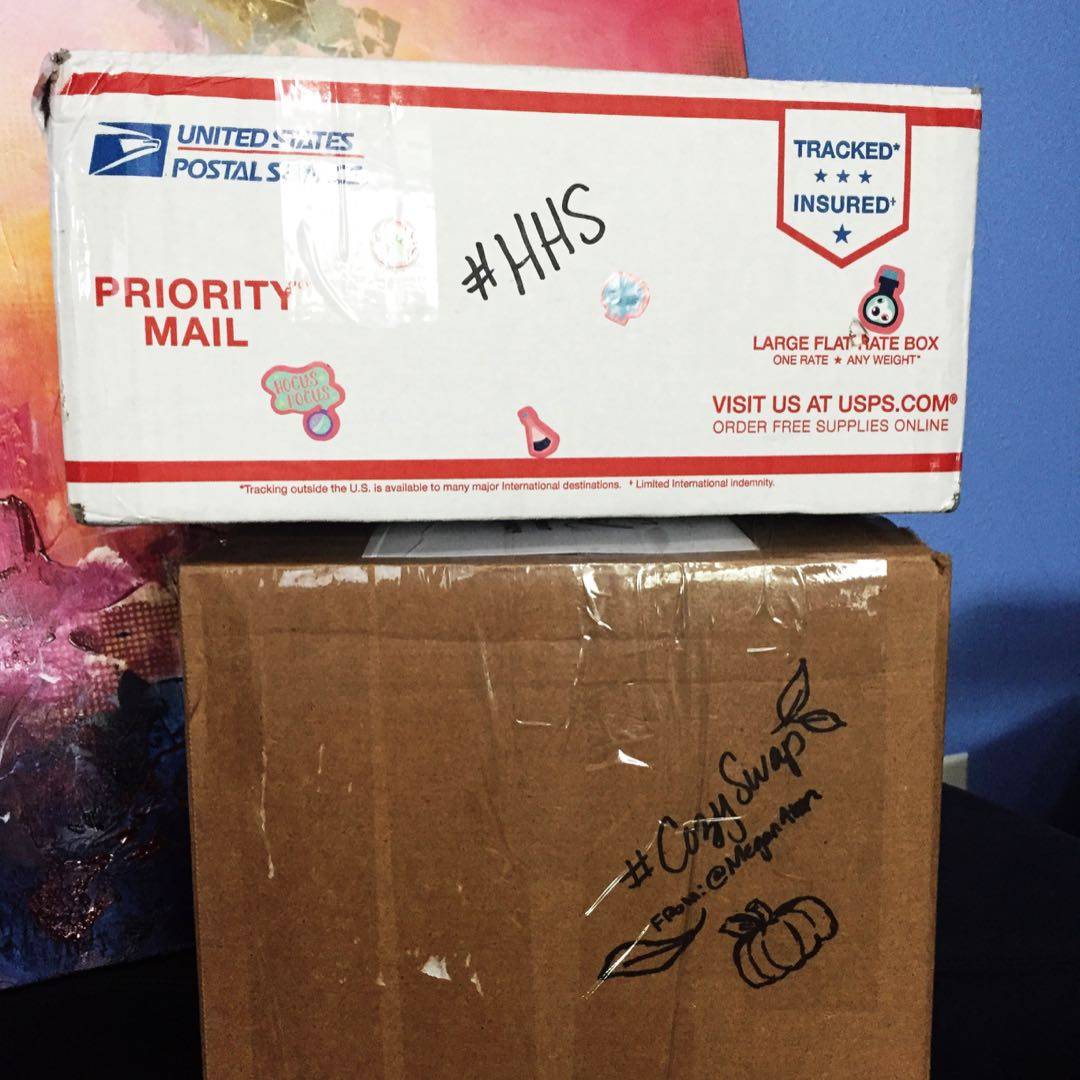 UNITED STATES
POSTAL SERVICE
TRACKED*
INSURED+
#HHS
PRIORITY
MAIL
LARGE FLAT RATE BOX
ONE RATE ★ ANY WEIGHT*
HOCUS
POCUS
VISIT US AT USPS.COM®
ORDER FREE SUPPLIES ONLINE
*Tracking outside the U.S. is available to many major International destinations. + Limited International indemnity.
#CozySwap
FROM: